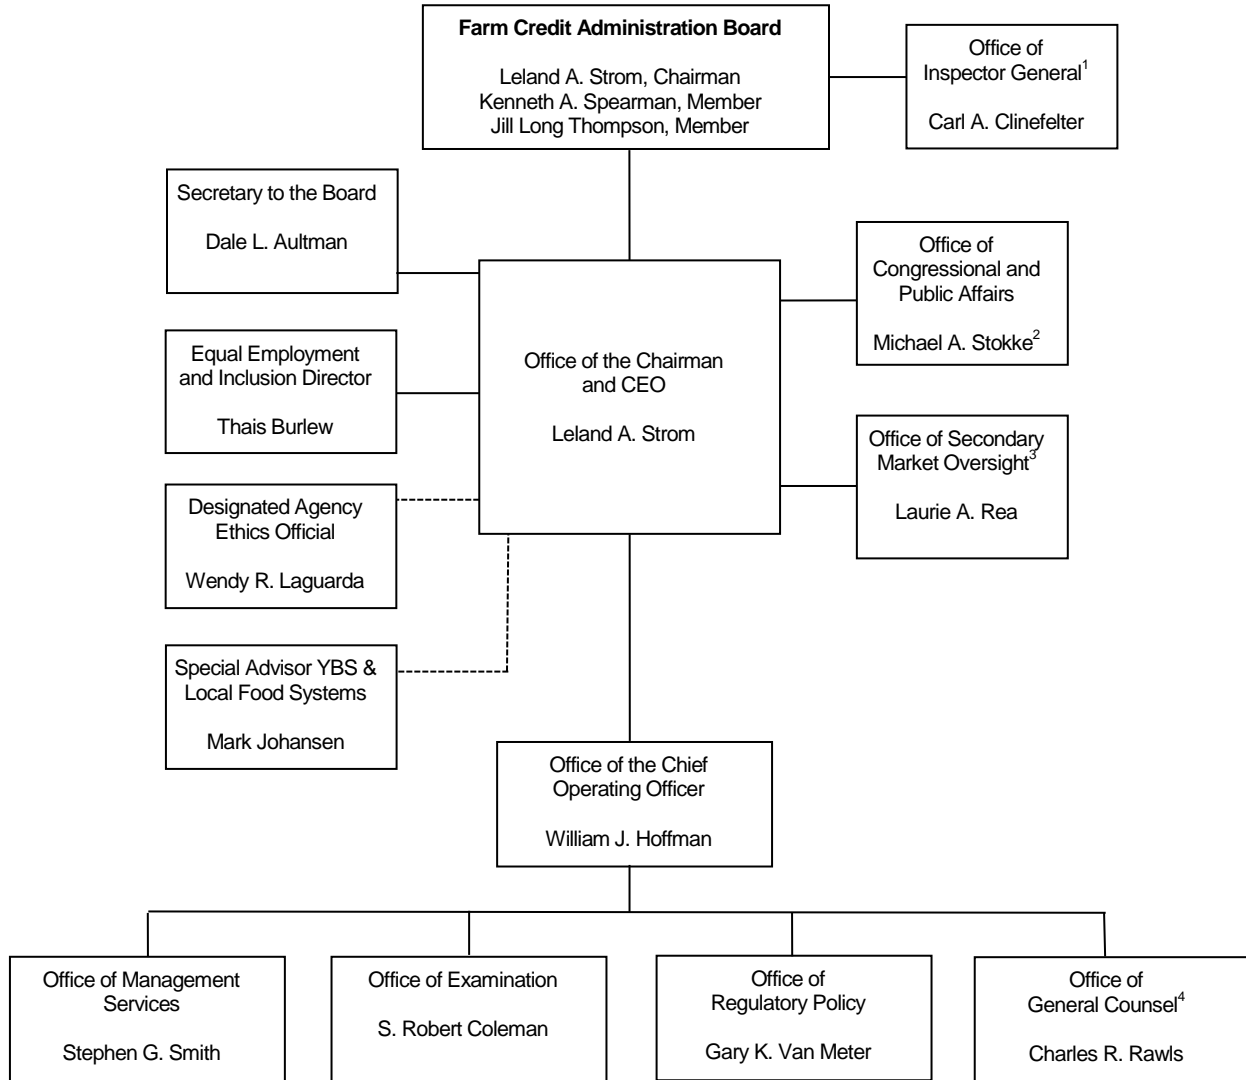 Farm Credit Administration Board
Leland A. Strom, Chairman
Kenneth A. Spearman, Member
Jill Long Thompson, Member
Office of
Inspector General¹
Carl A. Clinefelter
Secretary to the Board
Dale L. Aultman
Office of
Congressional and
Public Affairs
Michael A. Stokke²
Equal Employment
and Inclusion Director
Thais Burlew
Office of the Chairman
and CEO
Leland A. Strom
Office of Secondary
Market Oversight³
Laurie A. Rea
Designated Agency
Ethics Official
Wendy R. Laguarda
Special Advisor YBS &
Local Food Systems
Mark Johansen
Office of the Chief
Operating Officer
William J. Hoffman
Office of Management
Services
Stephen G. Smith
Office of Examination
S. Robert Coleman
Office of
Regulatory Policy
Gary K. Van Meter
Office of
General Counsel⁴
Charles R. Rawls